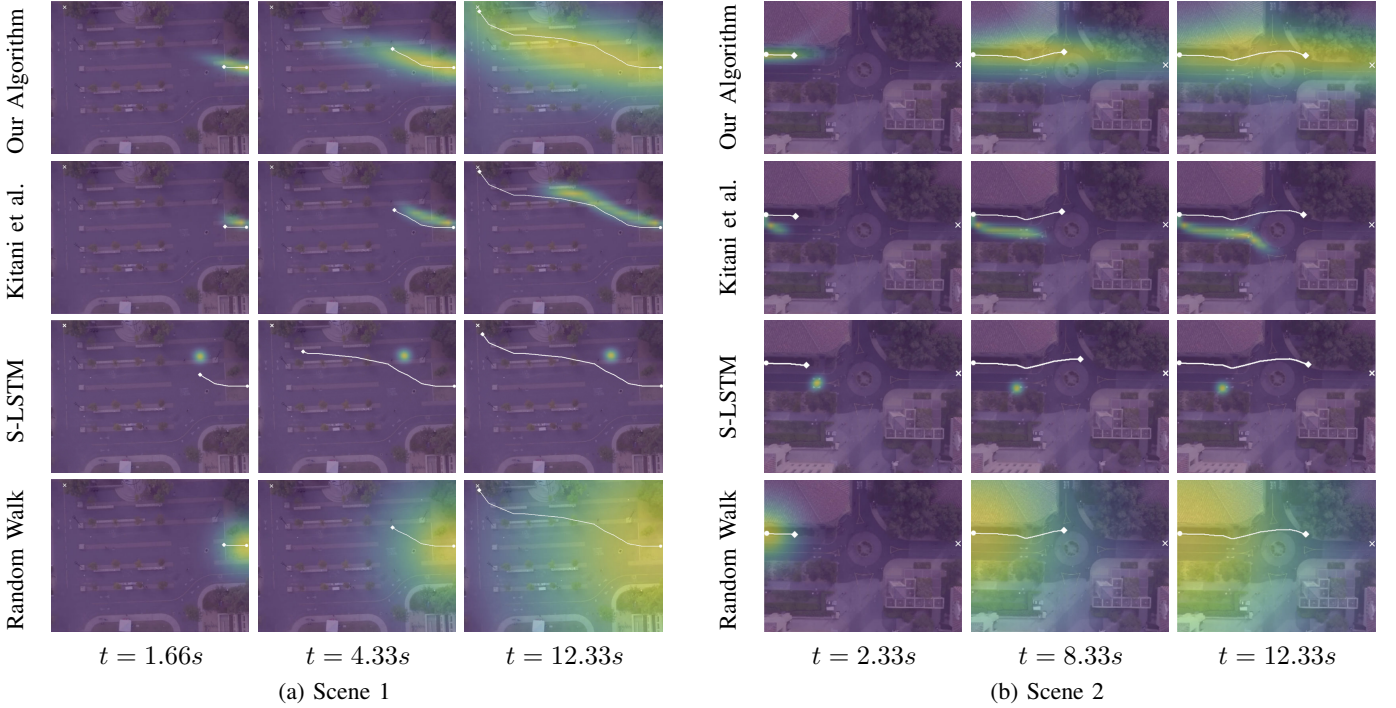 Our Algorithm
Kitani et al.
S-LSTM
Random Walk
t = 1.66s
t = 4.33s
t = 12.33s
(a) Scene 1
Our Algorithm
Kitani et al.
S-LSTM
Random Walk
t = 2.33s
t = 8.33s
t = 12.33s
(b) Scene 2